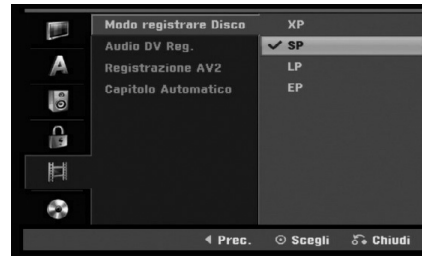 Modo registrare Disco XP
Audio DV Reg. SP
Registrazione AV2 LP
Capitolo Automatico EP
A
Prec. Scegli Chiudi